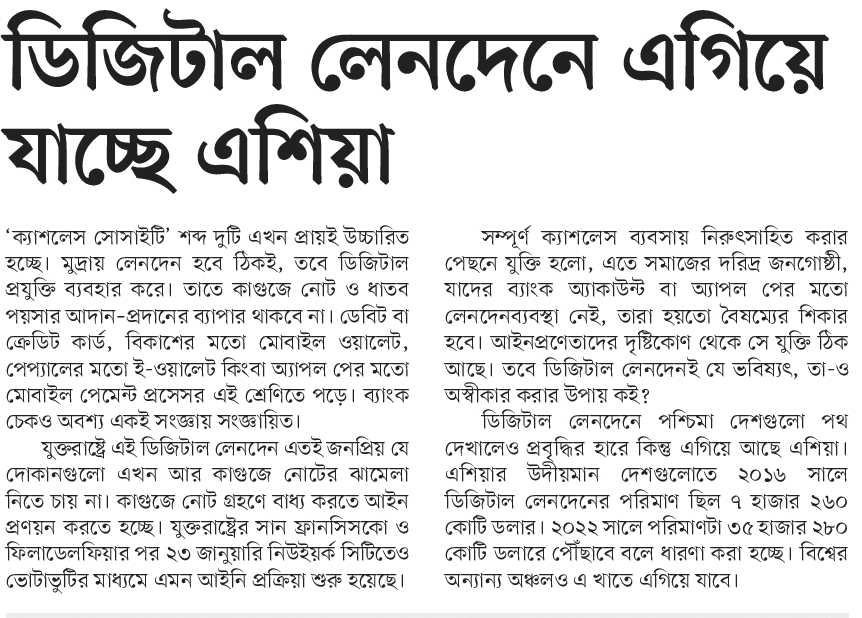 ডিজিটাল লেনদেনে এগিয়ে
যাচ্ছে এশিয়া
‘ক্যাশলেস সোসাইটি’ শব্দ দুটি এখন প্রায়ই উচ্চারিত
হচ্ছে। মুদ্রায় লেনদেন হবে ঠিকই, তবে ডিজিটাল
প্রযুক্তি ব্যবহার করে। তাতে কাগুজে নোট ও ধাতব
পয়সার আদান-প্রদানের ব্যাপার থাকবে না। ডেবিট বা
ক্রেডিট কার্ড, বিকাশের মতো মোবাইল ওয়ালেট,
পেপ্যালের মতো ই-ওয়ালেট কিংবা অ্যাপল পের মতো
মোবাইল পেমেন্ট প্রসেসর এই শ্রেণিতে পড়ে। ব্যাংক
চেকও অবশ্য একই সংজ্ঞায় সংজ্ঞায়িত।
যুক্তরাষ্ট্রে এই ডিজিটাল লেনদেন এতই জনপ্রিয় যে
দোকানগুলো এখন আর কাগুজে নোটের ঝামেলা
নিতে চায় না। কাগুজে নোট গ্রহণে বাধ্য করতে আইন
প্রণয়ন করতে হচ্ছে। যুক্তরাষ্ট্রের সান ফ্রানসিসকো ও
ফিলাডেলফিয়ার পর ২৩ জানুয়ারি নিউইয়র্ক সিটিতেও
ভোটাভুটির মাধ্যমে এমন আইনি প্রক্রিয়া শুরু হয়েছে।
সম্পূর্ণ ক্যাশলেস ব্যবসায় নিরুৎসাহিত করার
পেছনে যুক্তি হলো, এতে সমাজের দরিদ্র জনগোষ্ঠী,
যাদের ব্যাংক অ্যাকাউন্ট বা অ্যাপল পের মতো
লেনদেনব্যবস্থা নেই, তারা হয়তো বৈষম্যের শিকার
হবে। আইনপ্রণেতাদের দৃষ্টিকোণ থেকে সে যুক্তি ঠিক
আছে। তবে ডিজিটাল লেনদেনই যে ভবিষ্যৎ, তা-ও
অস্বীকার করার উপায় কই?
ডিজিটাল লেনদেনে পশ্চিমা দেশগুলো পথ
দেখালেও প্রবৃদ্ধির হারে কিন্তু এগিয়ে আছে এশিয়া।
এশিয়ার উদীয়মান দেশগুলোতে ২০১৬ সালে
ডিজিটাল লেনদেনের পরিমাণ ছিল ৭ হাজার ২৬০
কোটি ডলার। ২০২২ সালে পরিমাণটা ৩৫ হাজার ২৮০
কোটি ডলারে পৌঁছাবে বলে ধারণা করা হচ্ছে। বিশ্বের
অন্যান্য অঞ্চলও এ খাতে এগিয়ে যাবে।